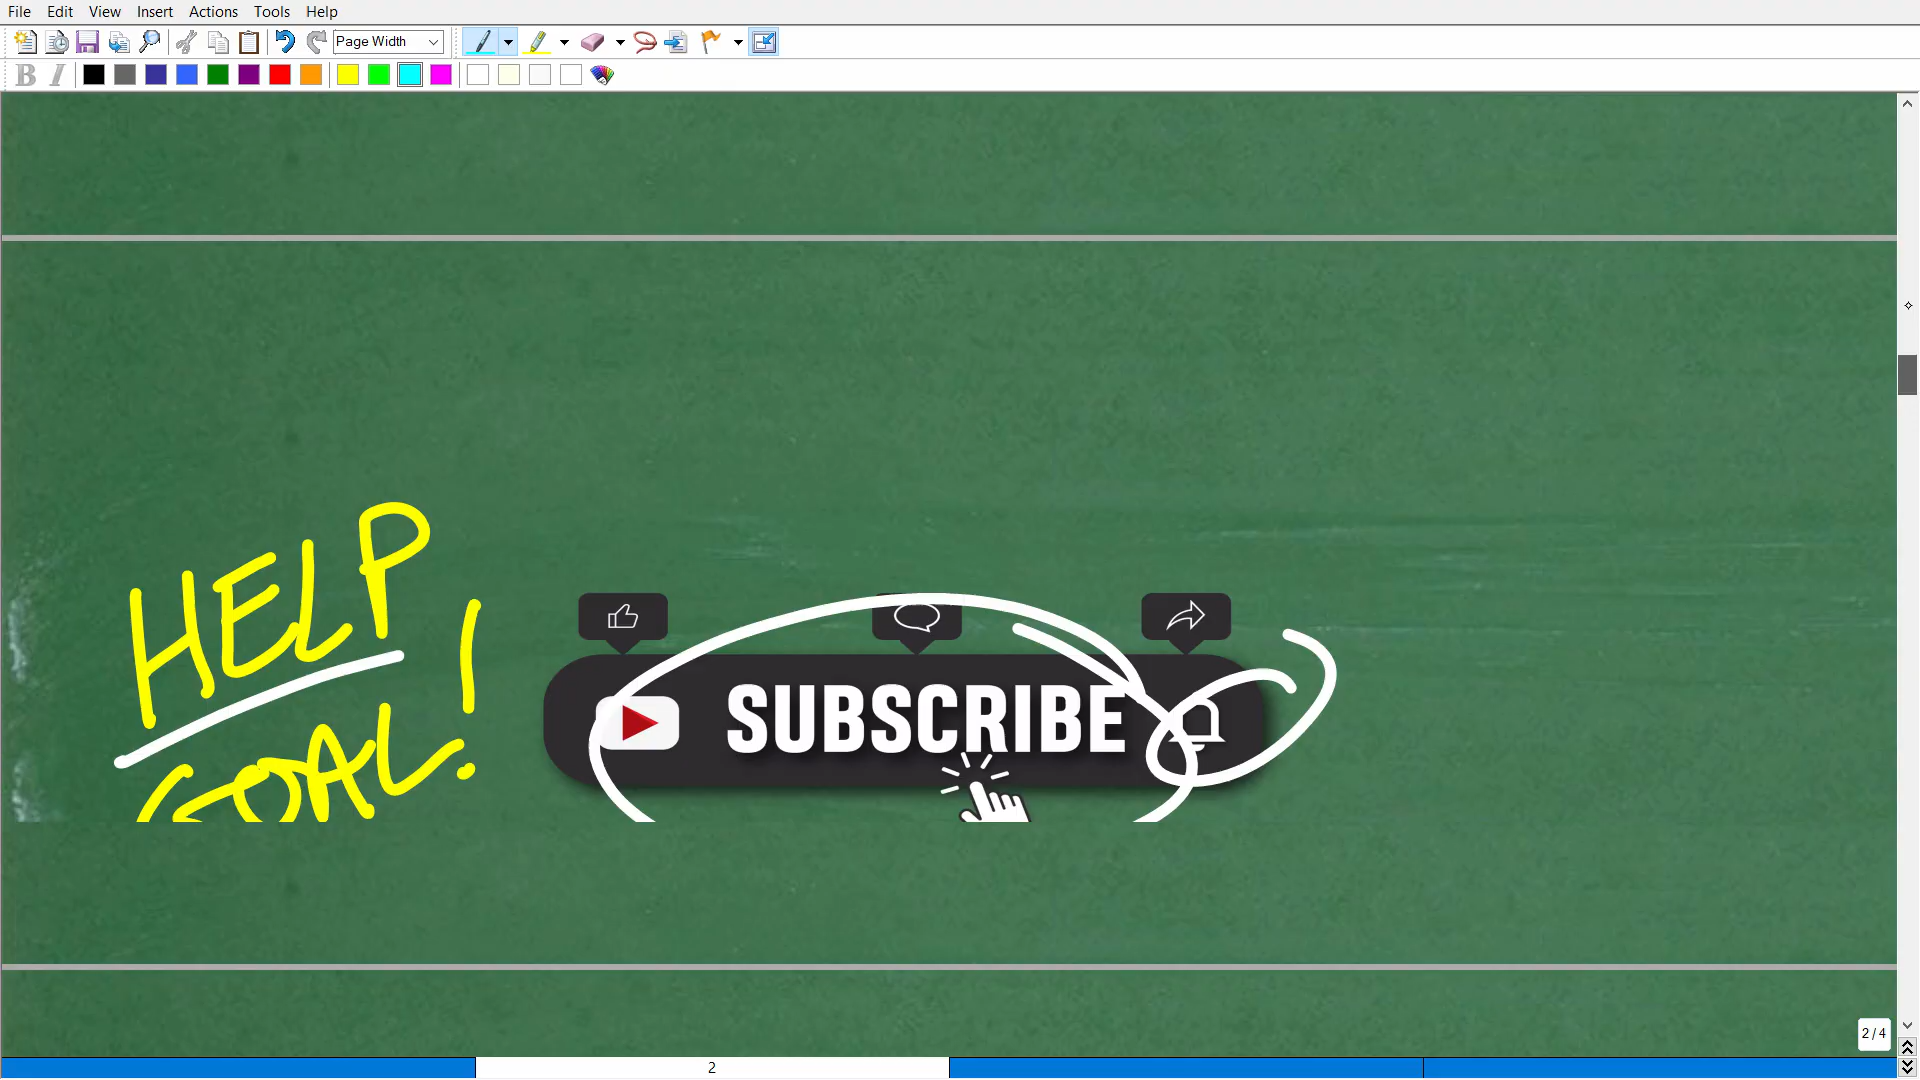 File Edit View Insert Actions Tools Help
Page Width
B I
HELP
GOAL!
SUBSCRIBE
2 / 4
2